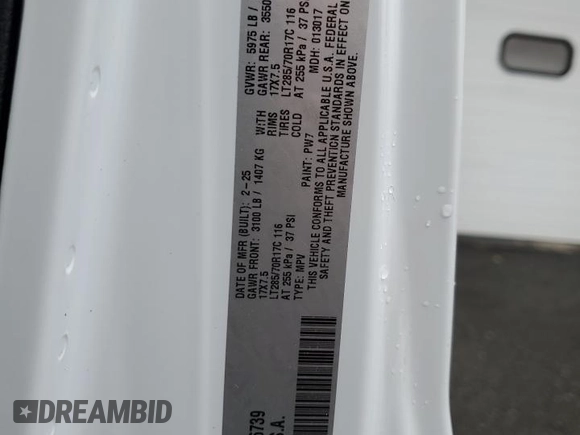 DATE OF MFR (BUILT): 2-25 GVWR: 5975 LB /
GAWR FRONT: 3100 LB / 1407 KG WITH GAWR REAR: 3550
17X7.5 RIMS 17X7.5
LT285/70R17C 116 TIRES LT285/70R17C 116
AT 255 kPa / 37 PSI COLD AT 255 kPa / 37 PSI
TYPE: MPV PAINT: PW7 MDH: 013017
THIS VEHICLE CONFORMS TO ALL APPLICABLE U.S.A. FEDERAL
SAFETY AND THEFT PREVENTION STANDARDS IN EFFECT ON
MANUFACTURE SHOWN ABOVE.
6739
S.A.
DREAMBID